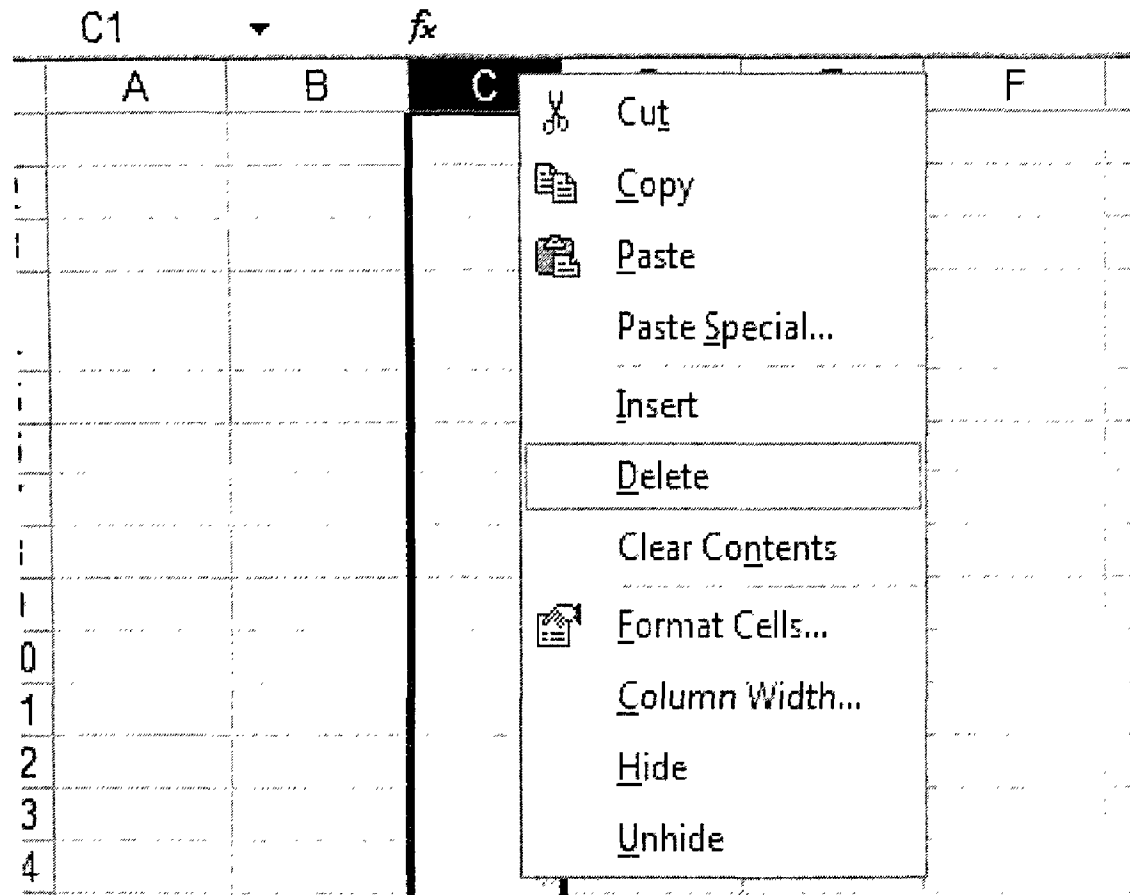 C1 fx
A B C F
Cut
Copy
Paste
Paste Special...
Insert
Delete
Clear Contents
Format Cells...
0
Column Width...
1
Hide
2
3
Unhide
4